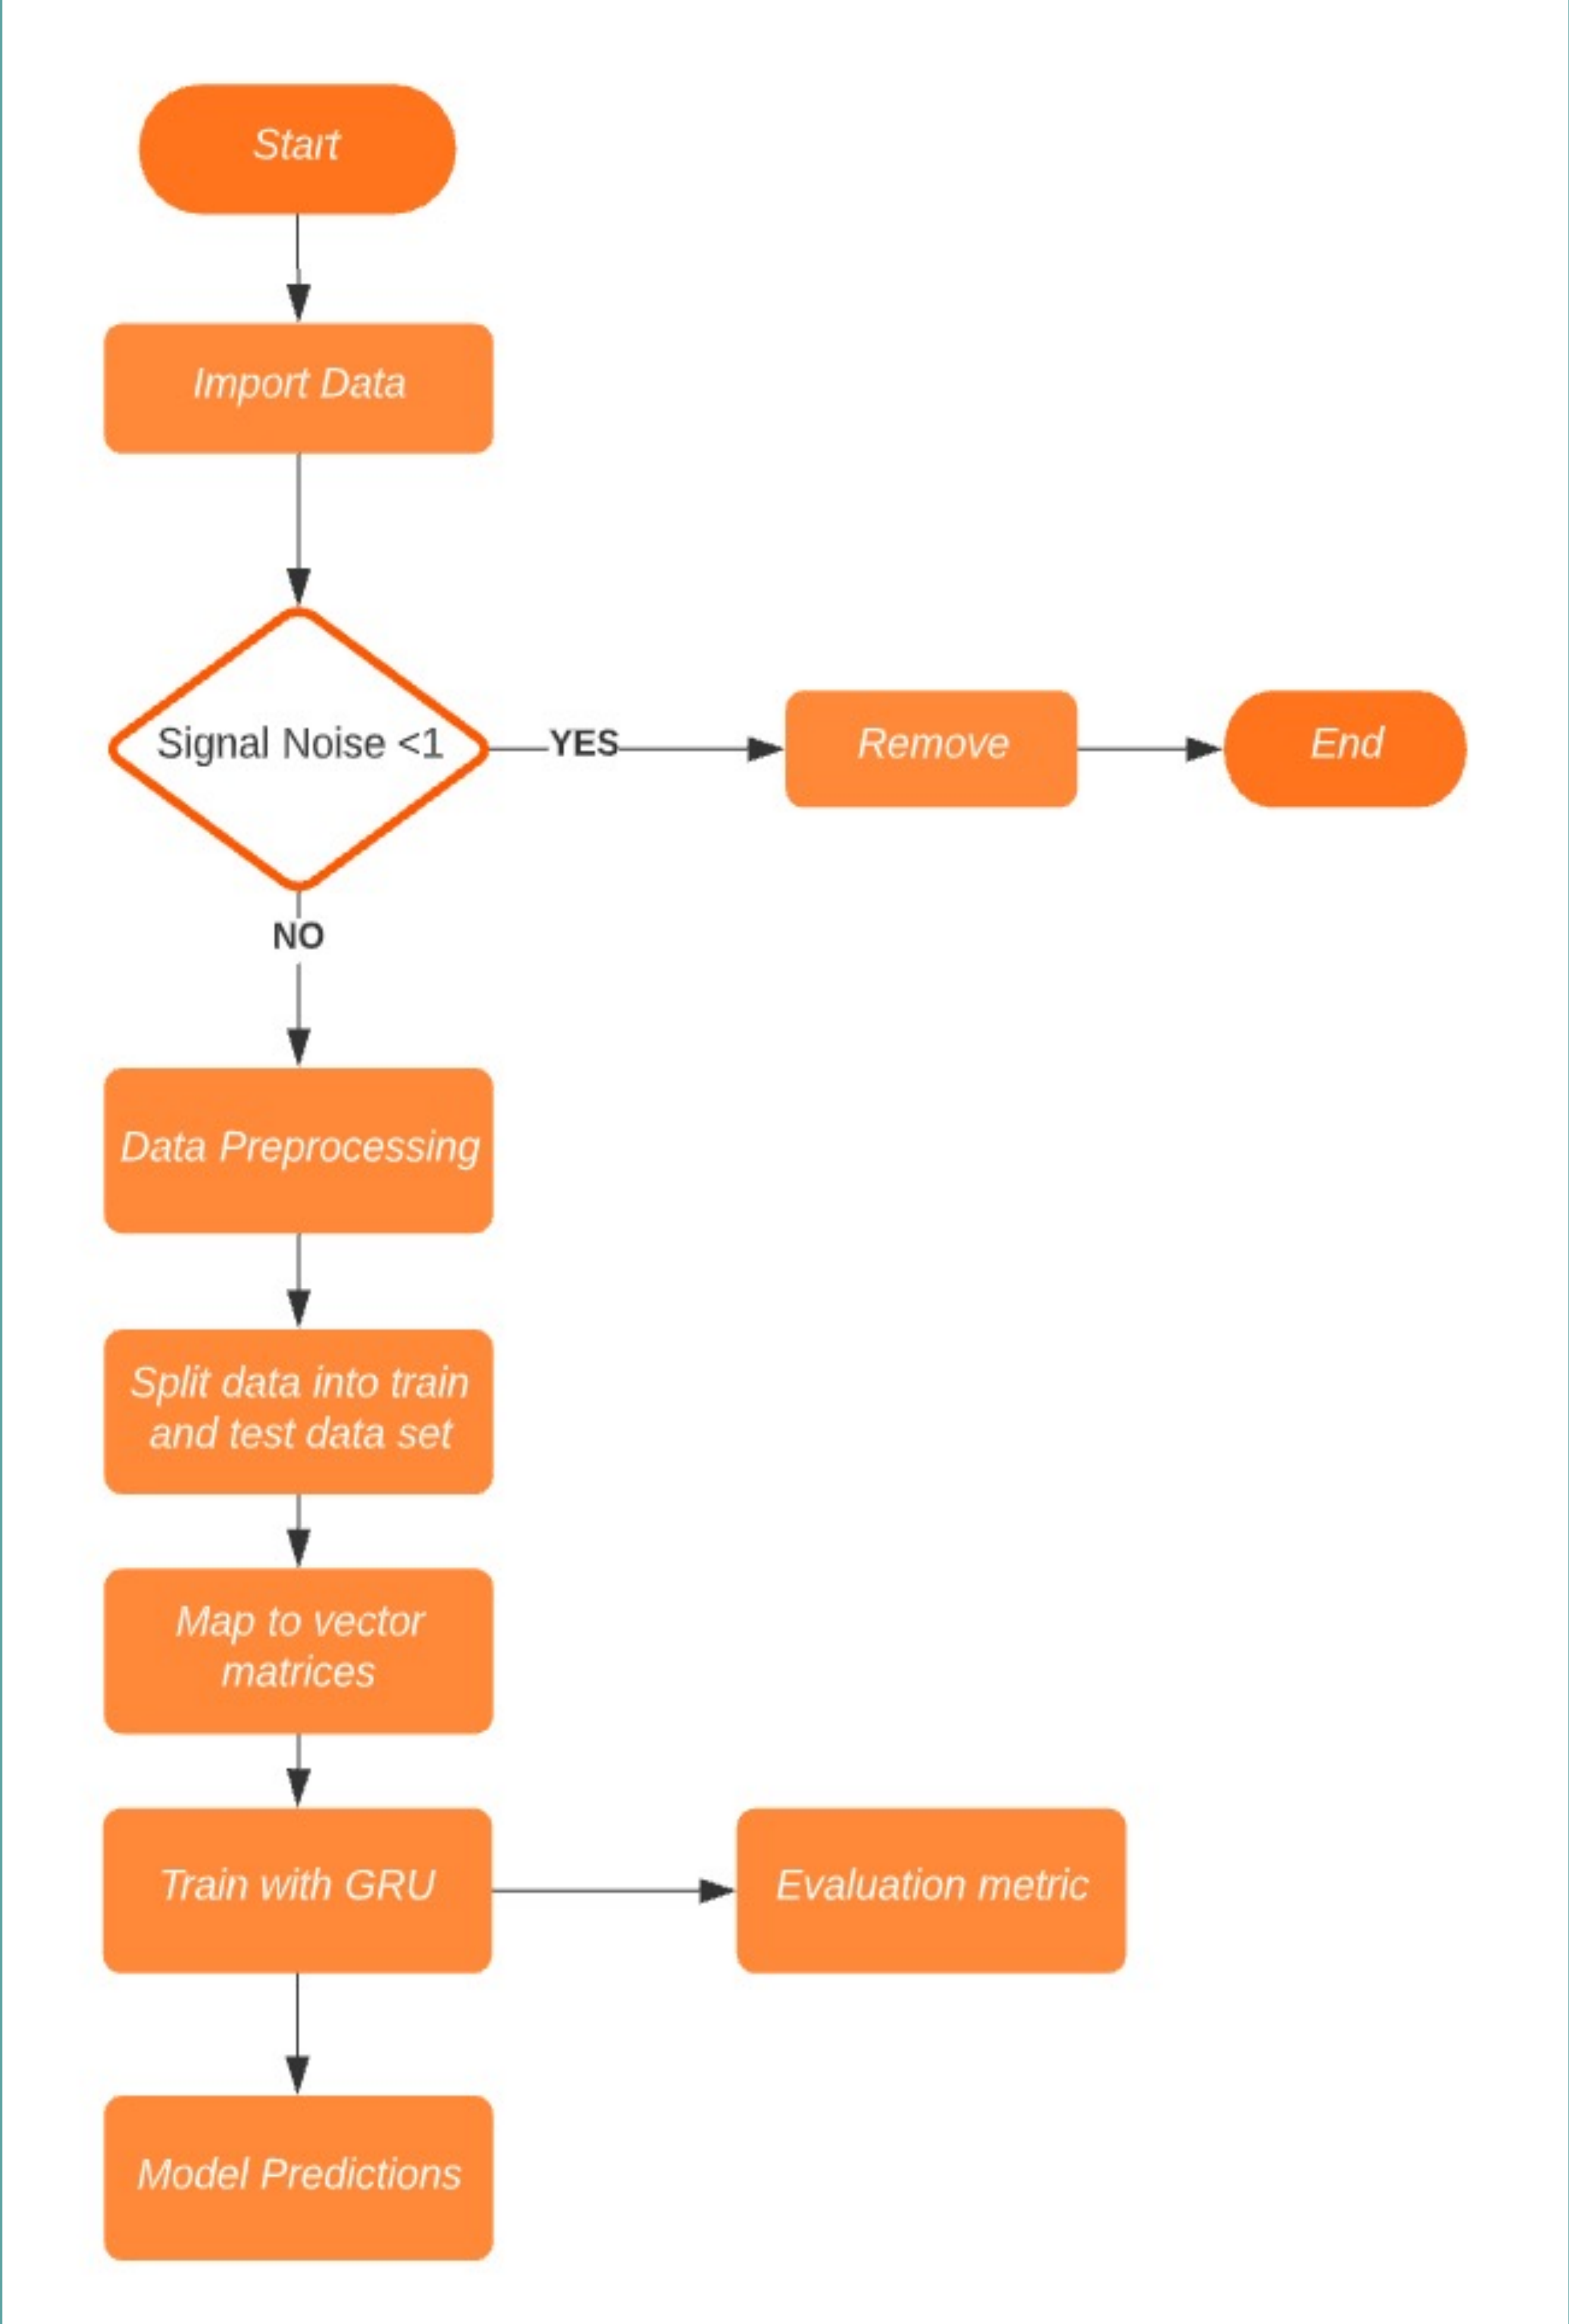 Start
Import Data
Signal Noise <1
YES
Remove
End
NO
Data Preprocessing
Split data into train
and test data set
Map to vector
matrices
Train with GRU
Evaluation metric
Model Predictions